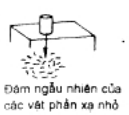 Đám ngẫu nhiên của
các vật phản xạ nhỏ